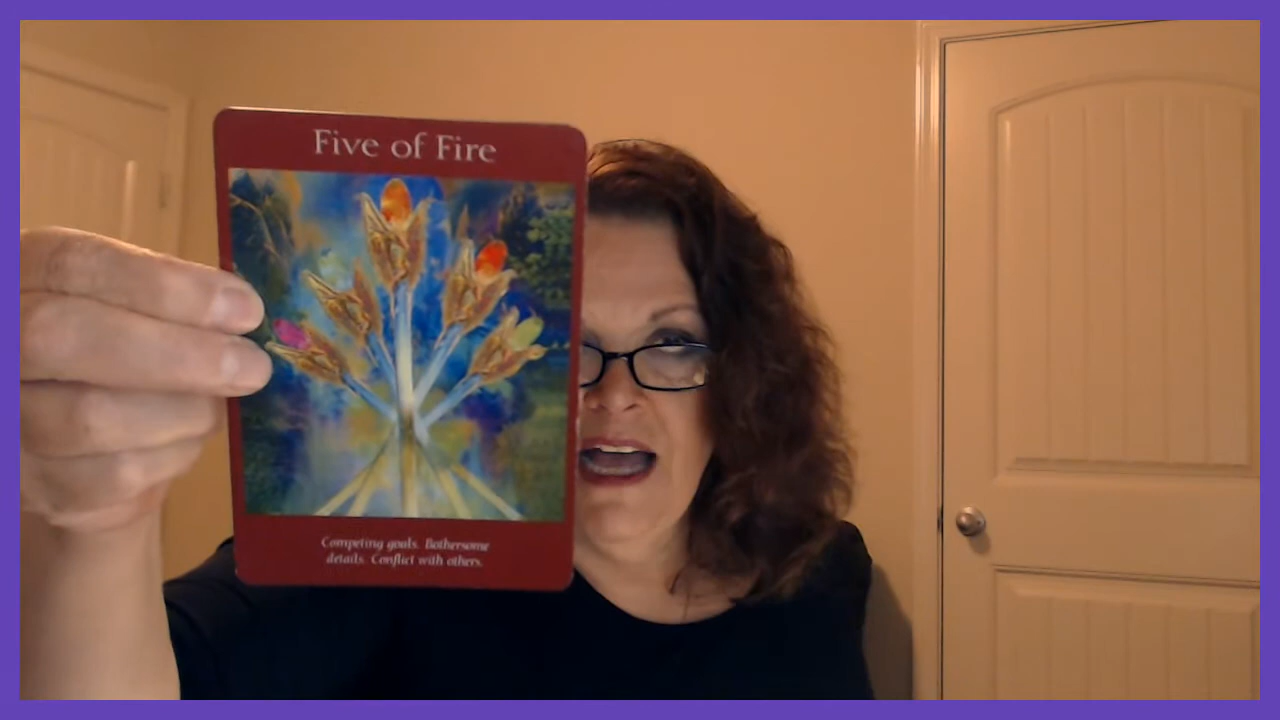 Five of Fire
Competing goals. Bothersome
details. Conflict with others.